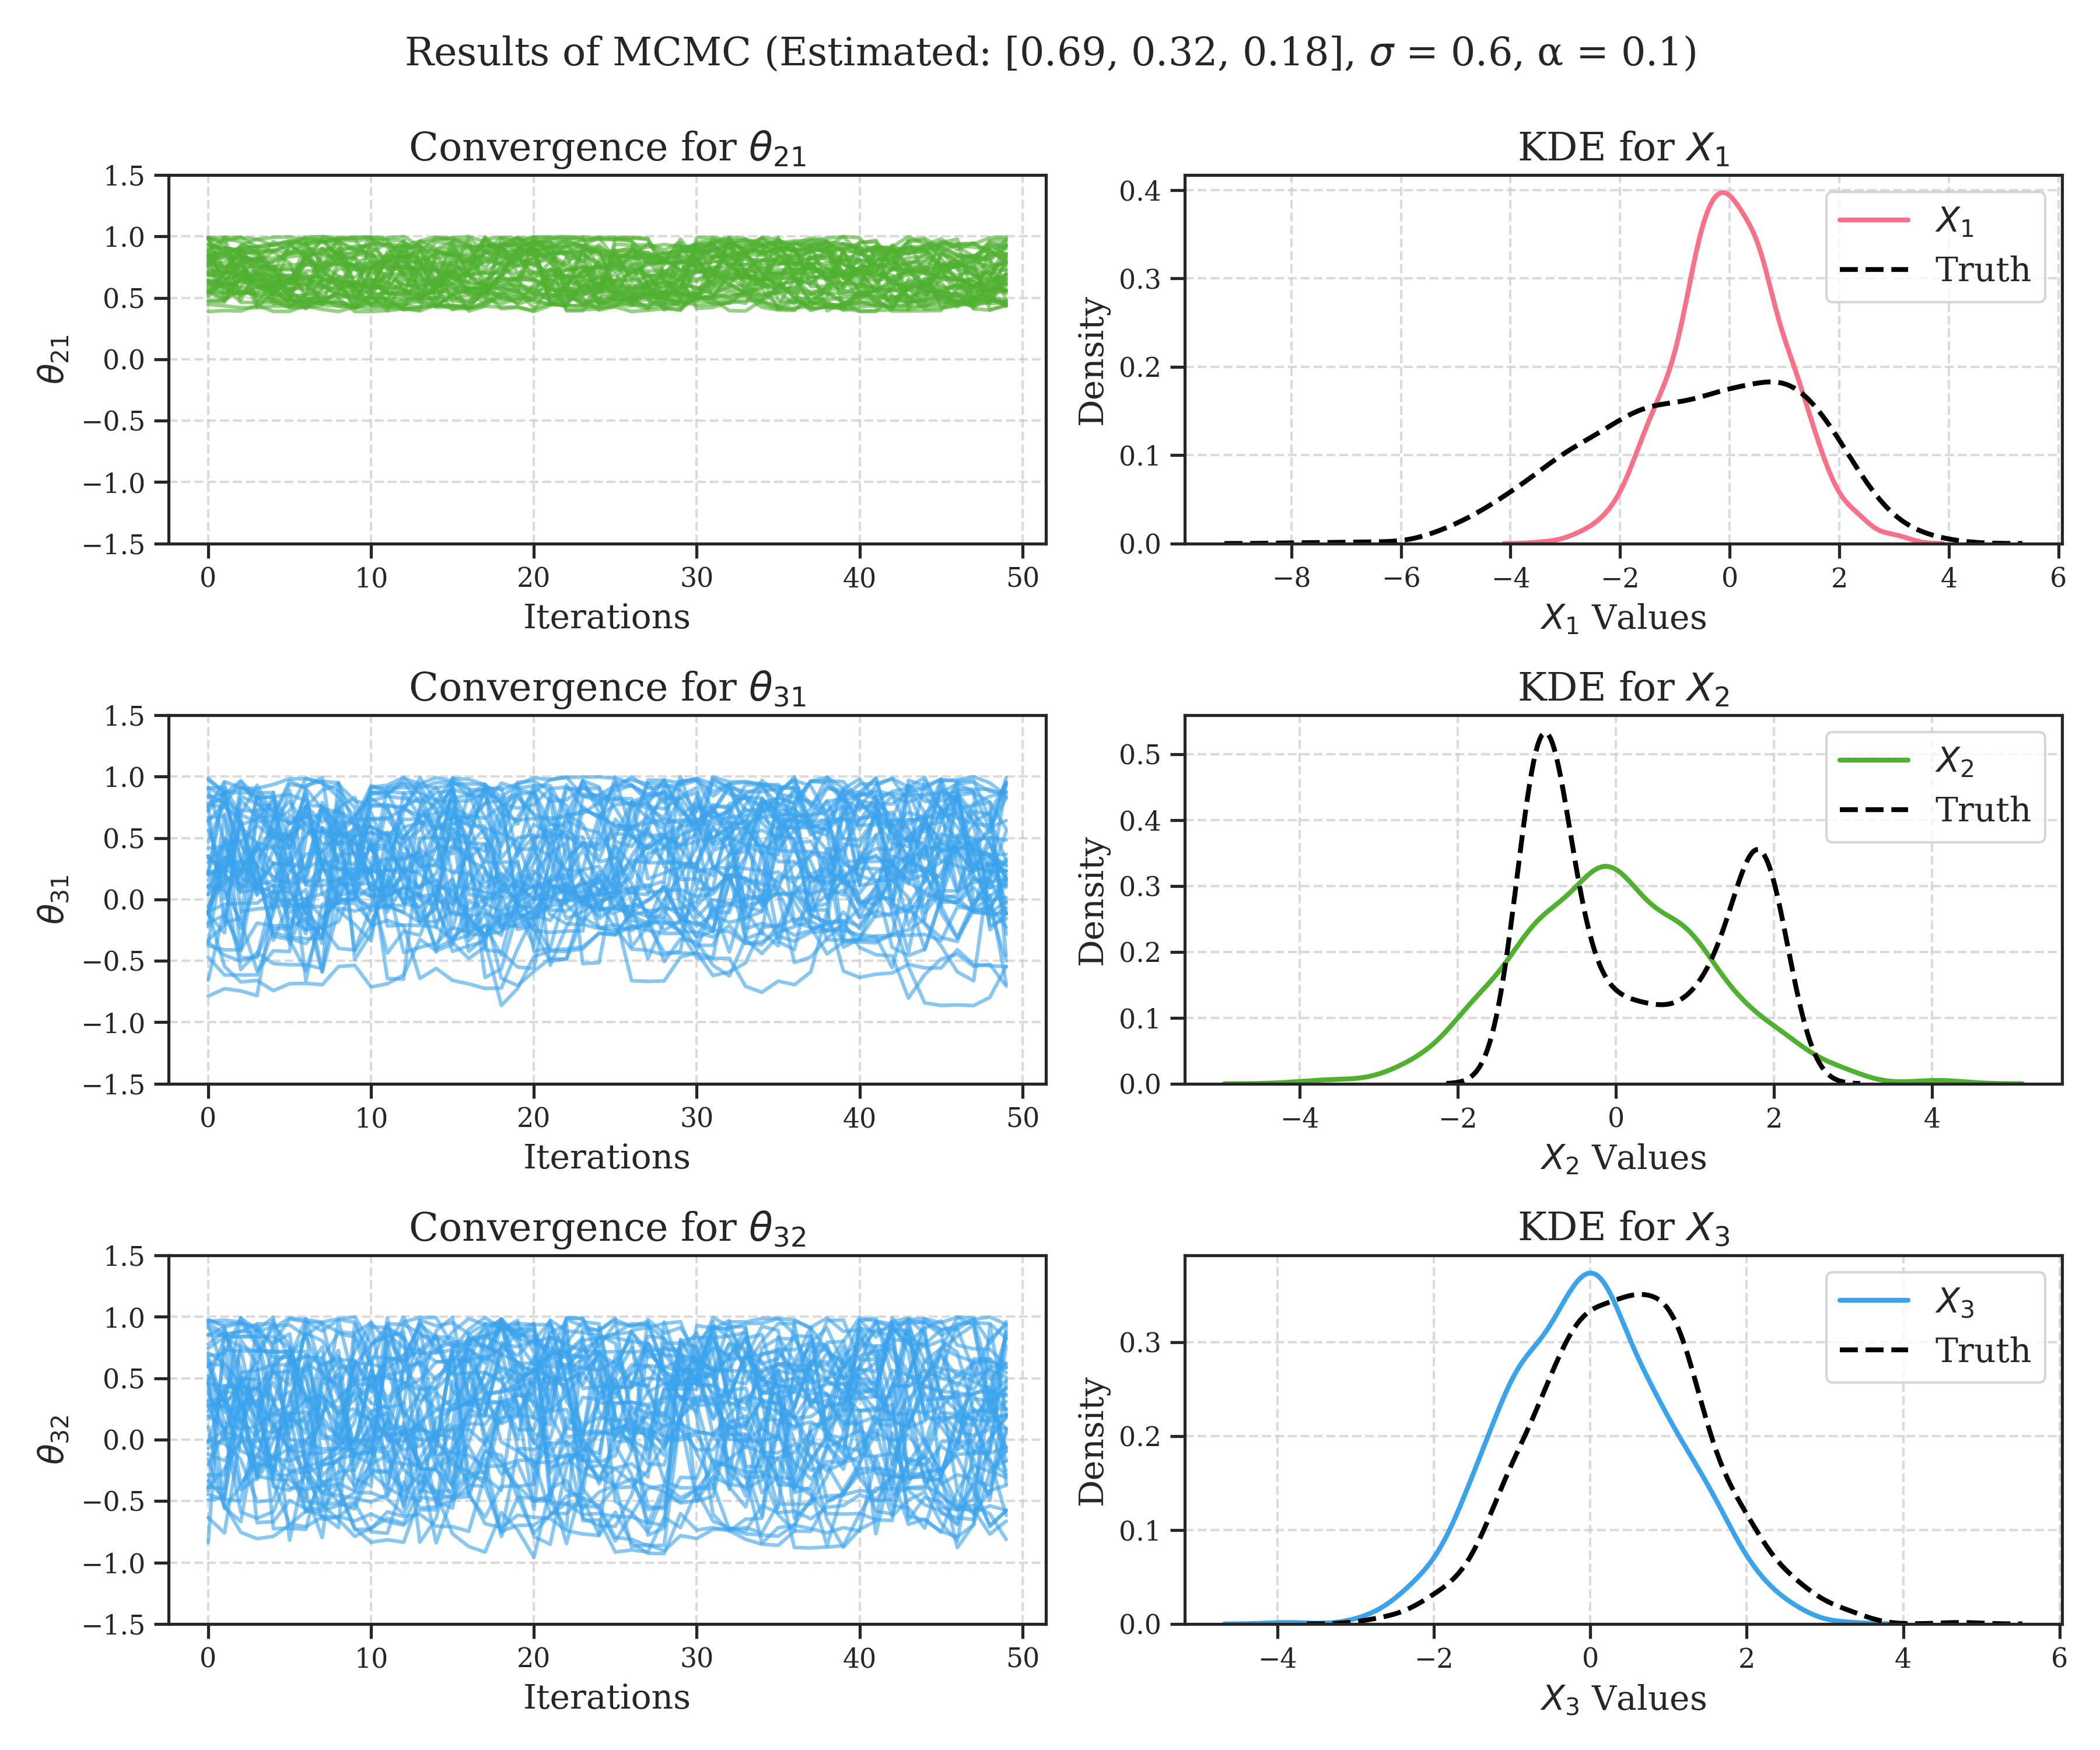 Results of MCMC (Estimated: [0.69, 0.32, 0.18], σ = 0.6, α = 0.1)
Convergence for θ₂₁
1.5
1.0
0.5
0.0
−0.5
−1.0
−1.5
θ₂₁
0 10 20 30 40 50
Iterations
KDE for X₁
0.4
0.3
0.2
0.1
0.0
Density
X₁
Truth
−8 −6 −4 −2 0 2 4 6
X₁ Values
Convergence for θ₃₁
1.5
1.0
0.5
0.0
−0.5
−1.0
−1.5
θ₃₁
0 10 20 30 40 50
Iterations
KDE for X₂
0.5
0.4
0.3
0.2
0.1
0.0
Density
X₂
Truth
−4 −2 0 2 4
X₂ Values
Convergence for θ₃₂
1.5
1.0
0.5
0.0
−0.5
−1.0
−1.5
θ₃₂
0 10 20 30 40 50
Iterations
KDE for X₃
0.3
0.2
0.1
0.0
Density
X₃
Truth
−4 −2 0 2 4 6
X₃ Values